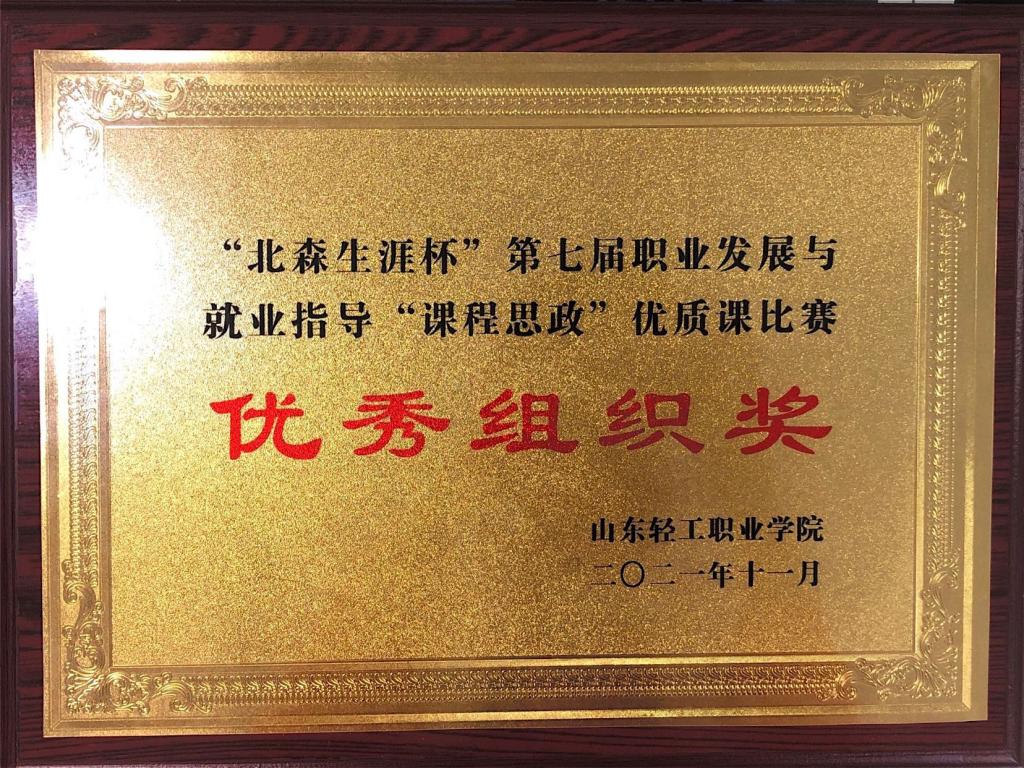 “北森生涯杯”第七届职业发展与
就业指导“课程思政”优质课比赛
优秀组织奖
山东轻工职业学院
二〇二一年十一月